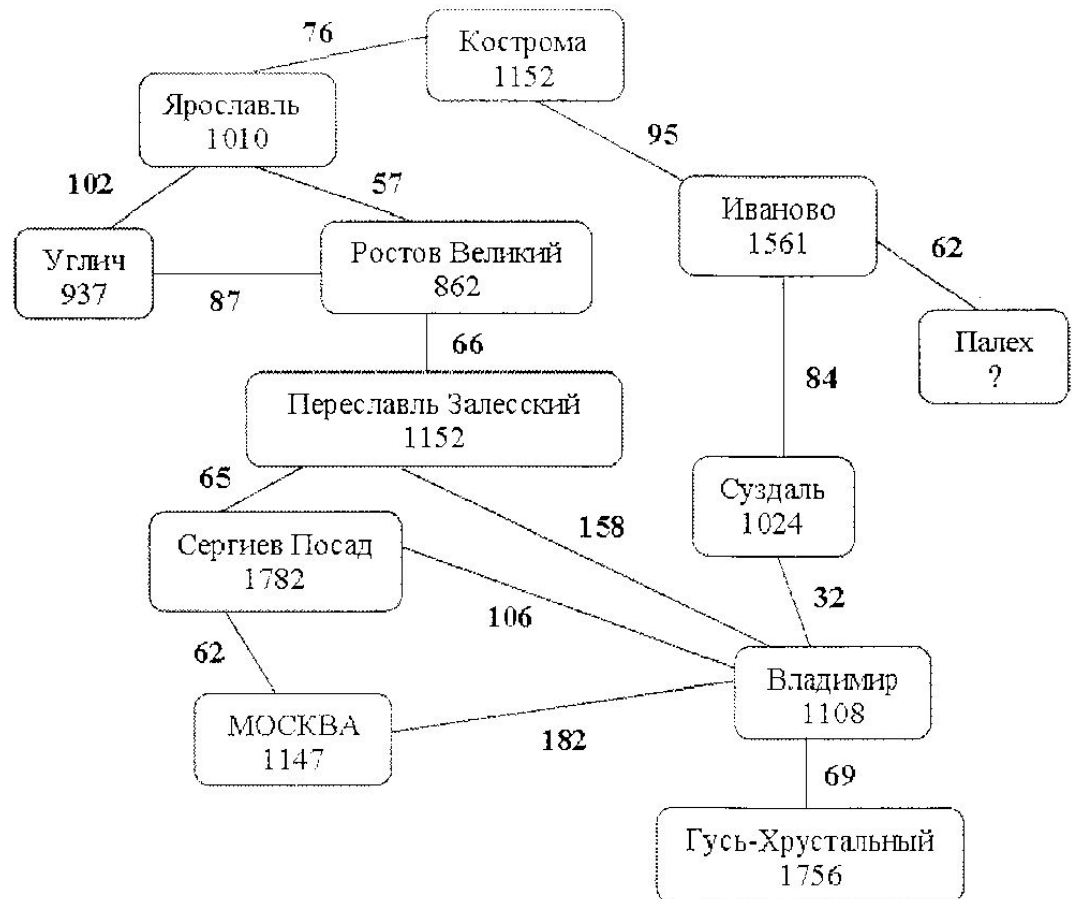 76
Кострома
1152
Ярославль
1010
95
102
57
Иваново
1561
Углич
937
Ростов Великий
862
62
87
66
Палех
?
84
Переславль Залесский
1152
65
Суздаль
1024
158
Сергиев Посад
1782
32
106
62
Владимир
1108
МОСКВА
1147
182
69
Гусь-Хрустальный
1756